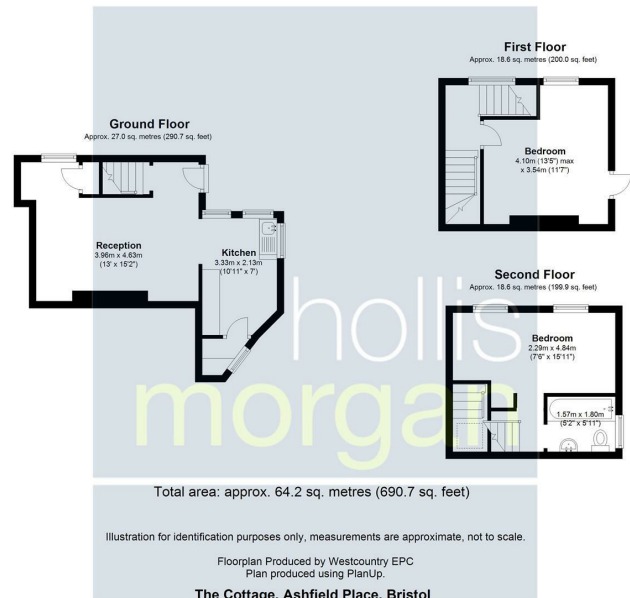 Ground Floor
Approx. 27.0 sq. metres (290.7 sq. feet)
Reception
3.96m x 4.63m
(13' x 15'2")
Kitchen
3.33m x 2.13m
(10'11" x 7')
First Floor
Approx. 18.6 sq. metres (200.0 sq. feet)
Bedroom
4.10m (13'5") max
x 3.54m (11'7")
Second Floor
Approx. 18.6 sq. metres (199.9 sq. feet)
Bedroom
2.29m x 4.84m
(7'6" x 15'11")
1.57m x 1.80m
(5'2" x 5'11")
hollis
morgan
Total area: approx. 64.2 sq. metres (690.7 sq. feet)
Illustration for identification purposes only, measurements are approximate, not to scale.
Floorplan Produced by Westcountry EPC
Plan produced using PlanUp.
The Cottage, Ashfield Place, Bristol